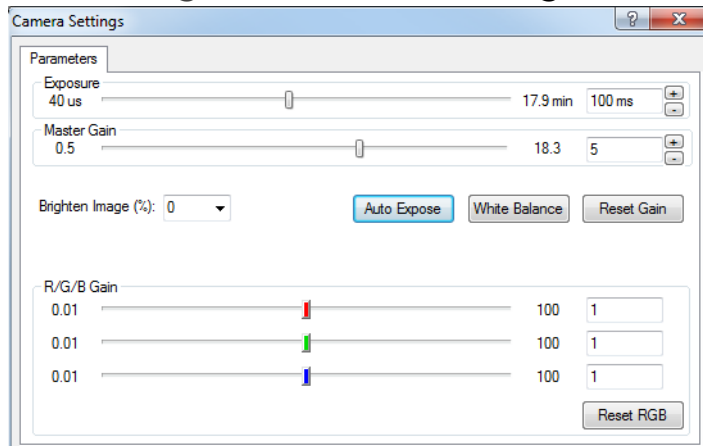 Camera Settings
Parameters
Exposure
40 us 17.9 min 100 ms + -
Master Gain
0.5 18.3 5 + -
Brighten Image (%): 0 Auto Expose White Balance Reset Gain
R/G/B Gain
0.01 100 1
0.01 100 1
0.01 100 1
Reset RGB